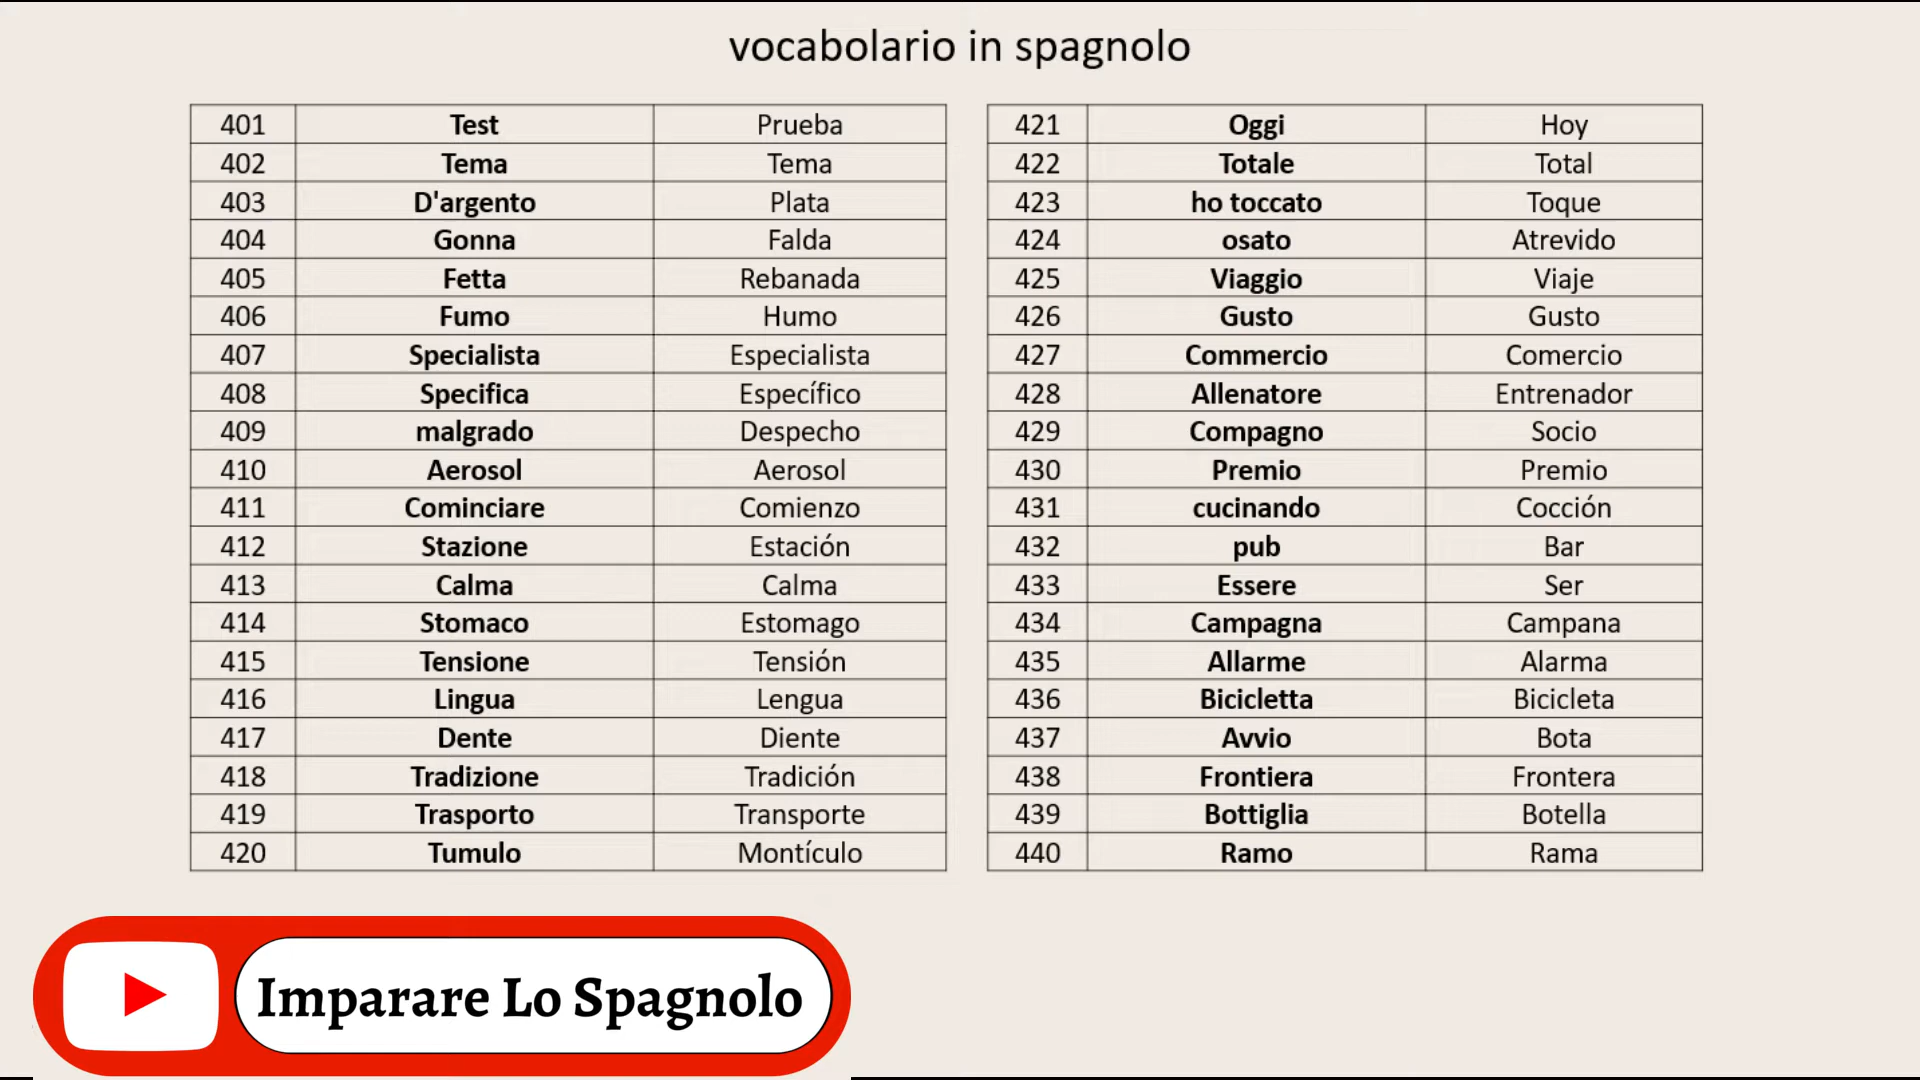 vocabolario in spagnolo
401 Test Prueba
402 Tema Tema
403 D'argento Plata
404 Gonna Falda
405 Fetta Rebanada
406 Fumo Humo
407 Specialista Especialista
408 Specifica Específico
409 malgrado Despecho
410 Aerosol Aerosol
411 Cominciare Comienzo
412 Stazione Estación
413 Calma Calma
414 Stomaco Estomago
415 Tensione Tensión
416 Lingua Lengua
417 Dente Diente
418 Tradizione Tradición
419 Trasporto Transporte
420 Tumulo Montículo
421 Oggi Hoy
422 Totale Total
423 ho toccato Toque
424 osato Atrevido
425 Viaggio Viaje
426 Gusto Gusto
427 Commercio Comercio
428 Allenatore Entrenador
429 Compagno Socio
430 Premio Premio
431 cucinando Cocción
432 pub Bar
433 Essere Ser
434 Campagna Campana
435 Allarme Alarma
436 Bicicletta Bicicleta
437 Avvio Bota
438 Frontiera Frontera
439 Bottiglia Botella
440 Ramo Rama
Imparare Lo Spagnolo